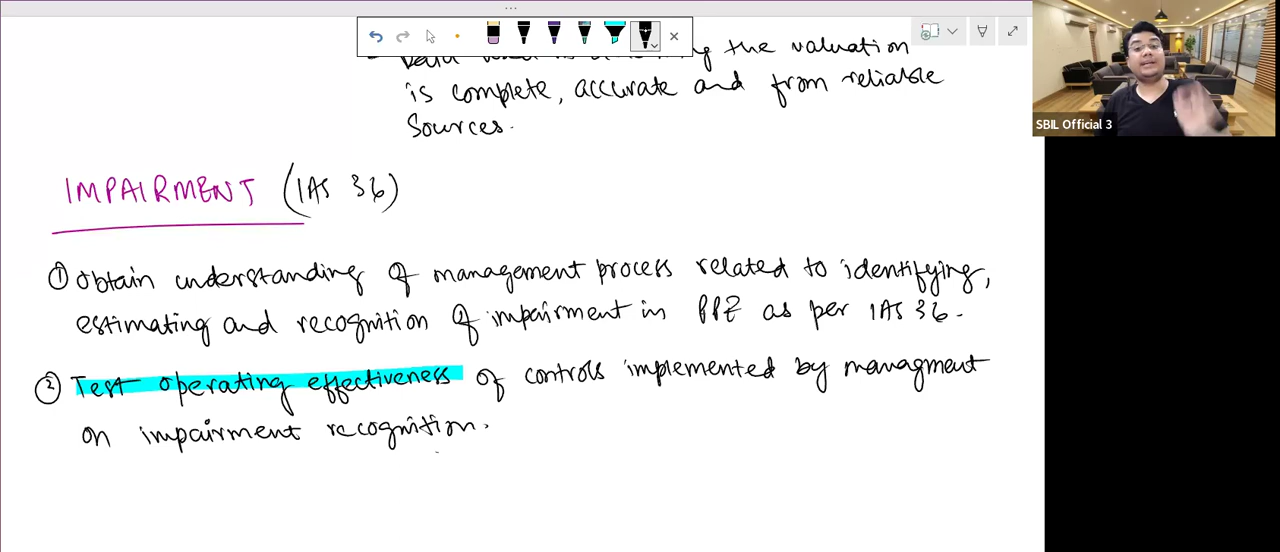 the valuation
is complete, accurate and from reliable
Sources.
SBIL Official 3
IMPAIRMENT (IAS 36)
① Obtain understanding of management process related to identifying,
estimating and recognition of impairment in PPE as per IAS 36.
② Test operating effectiveness of controls implemented by managment
on impairment recognition.